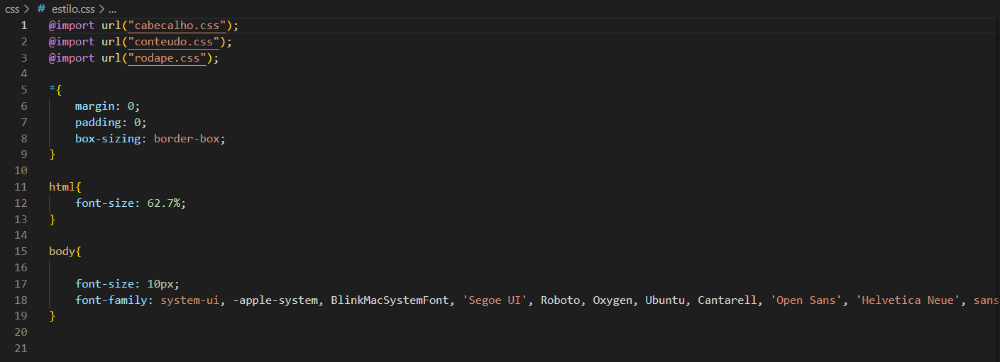 css > # estilo.css > ...
1 @import url("cabecalho.css");
2 @import url("conteudo.css");
3 @import url("rodape.css");
4
5 *{
6 margin: 0;
7 padding: 0;
8 box-sizing: border-box;
9 }
10
11 html{
12 font-size: 62.7%;
13 }
14
15 body{
16
17 font-size: 10px;
18 font-family: system-ui, -apple-system, BlinkMacSystemFont, 'Segoe UI', Roboto, Oxygen, Ubuntu, Cantarell, 'Open Sans', 'Helvetica Neue', sans
19 }
20
21